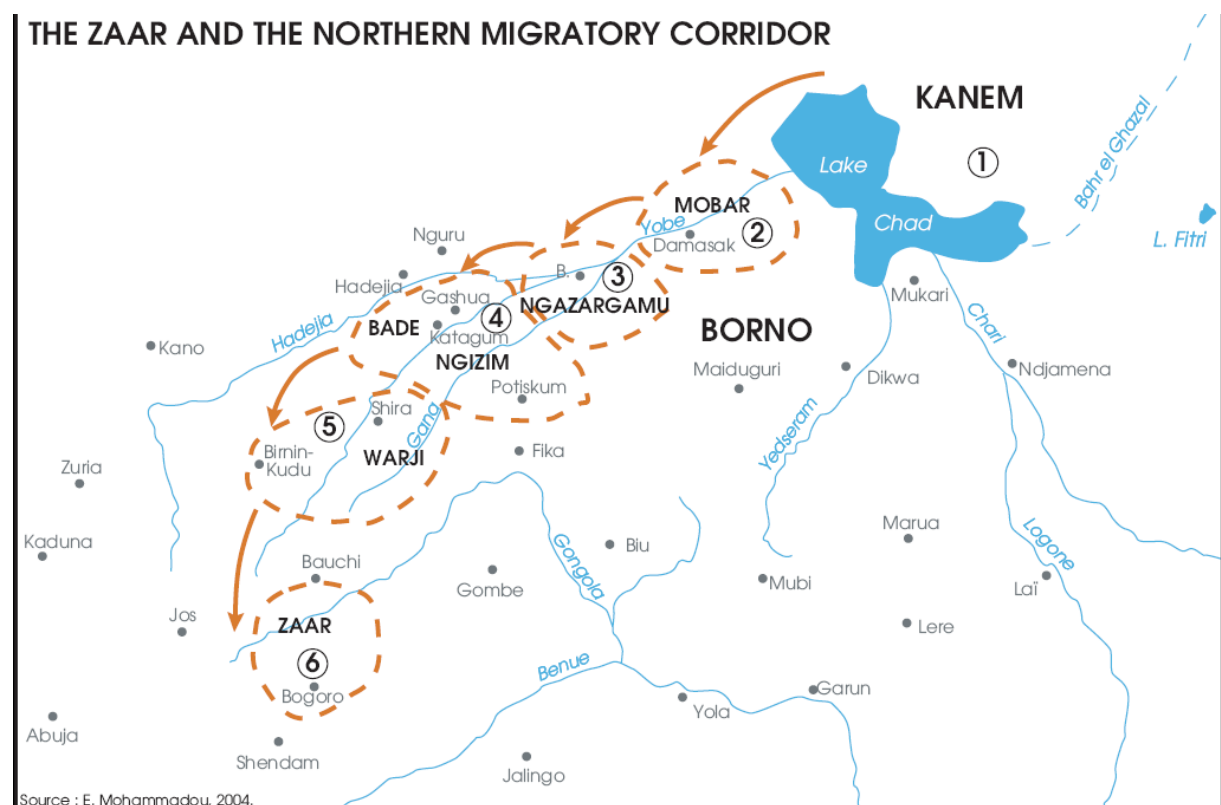 THE ZAAR AND THE NORTHERN MIGRATORY CORRIDOR
KANEM
1
Bahr el Ghazal
Lake
Chad
L. Fitri
MOBAR
2
Damasak
Yobe
Nguru
B.
3
NGAZARGAMU
Hadejia
Gashua
4
BADE
Katagum
NGIZIM
Hadejia
Kano
BORNO
Mukari
Chari
Maiduguri
Dikwa
Ndjamena
Potiskum
Shira
5
Gana
Birnin-
Kudu
WARJI
Fika
Yedseram
Zuria
Kaduna
Bauchi
Gongola
Biu
Marua
Logone
Gombe
Mubi
Laï
Jos
ZAAR
6
Bogoro
Lere
Benue
Yola
Garun
Abuja
Shendam
Jalingo
Source : E. Mohammadou, 2004.